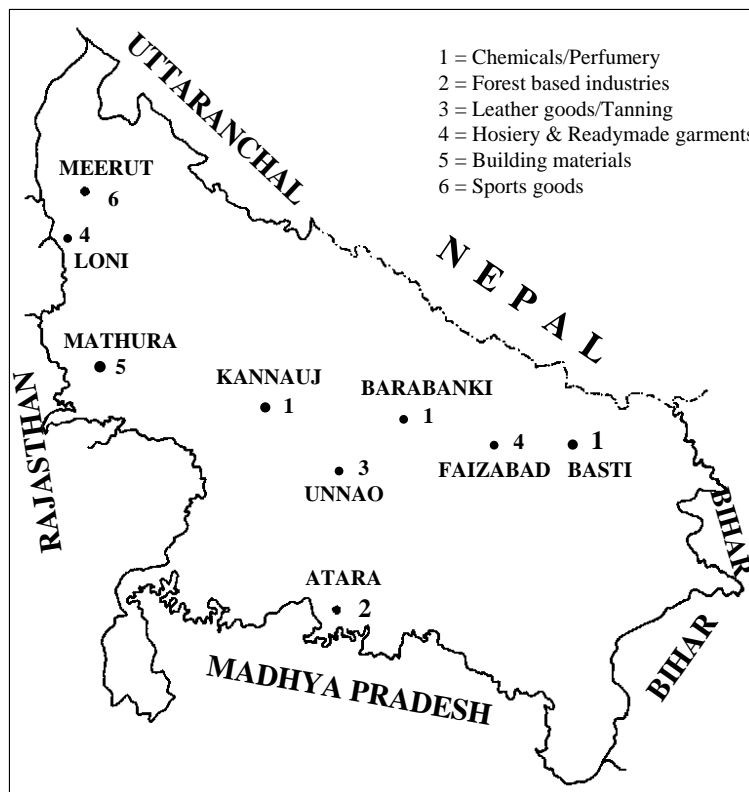 1 = Chemicals/Perfumery
2 = Forest based industries
3 = Leather goods/Tanning
4 = Hosiery & Readymade garments
5 = Building materials
6 = Sports goods
UTTARANCHAL
MEERUT
6
4
LONI
NEPAL
MATHURA
5
RAJASTHAN
KANNAUJ
1
BARABANKI
1
4
FAIZABAD
1
BASTI
3
UNNAO
BIHAR
ATARA
2
BIHAR
MADHYA PRADESH